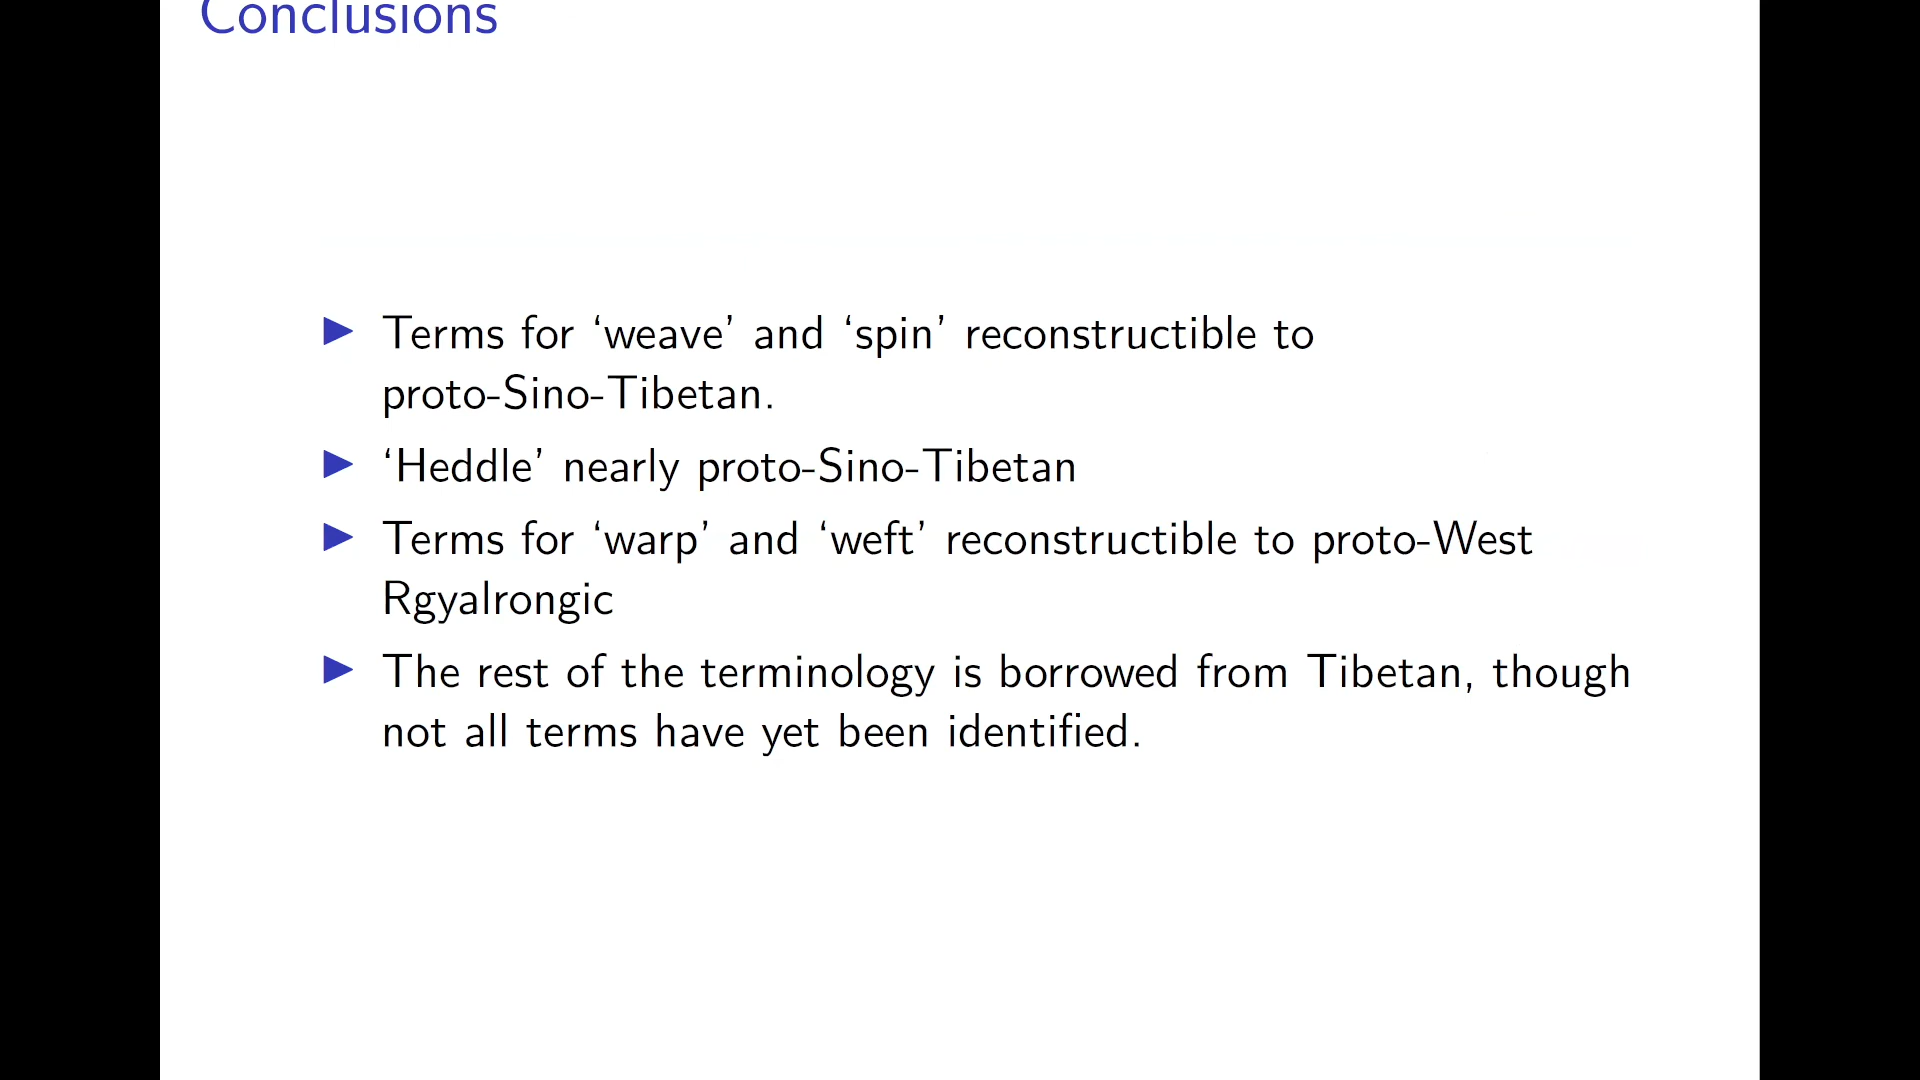 Conclusions
▶ Terms for ‘weave’ and ‘spin’ reconstructible to
proto-Sino-Tibetan.
▶ ‘Heddle’ nearly proto-Sino-Tibetan
▶ Terms for ‘warp’ and ‘weft’ reconstructible to proto-West
Rgyalrongic
▶ The rest of the terminology is borrowed from Tibetan, though
not all terms have yet been identified.